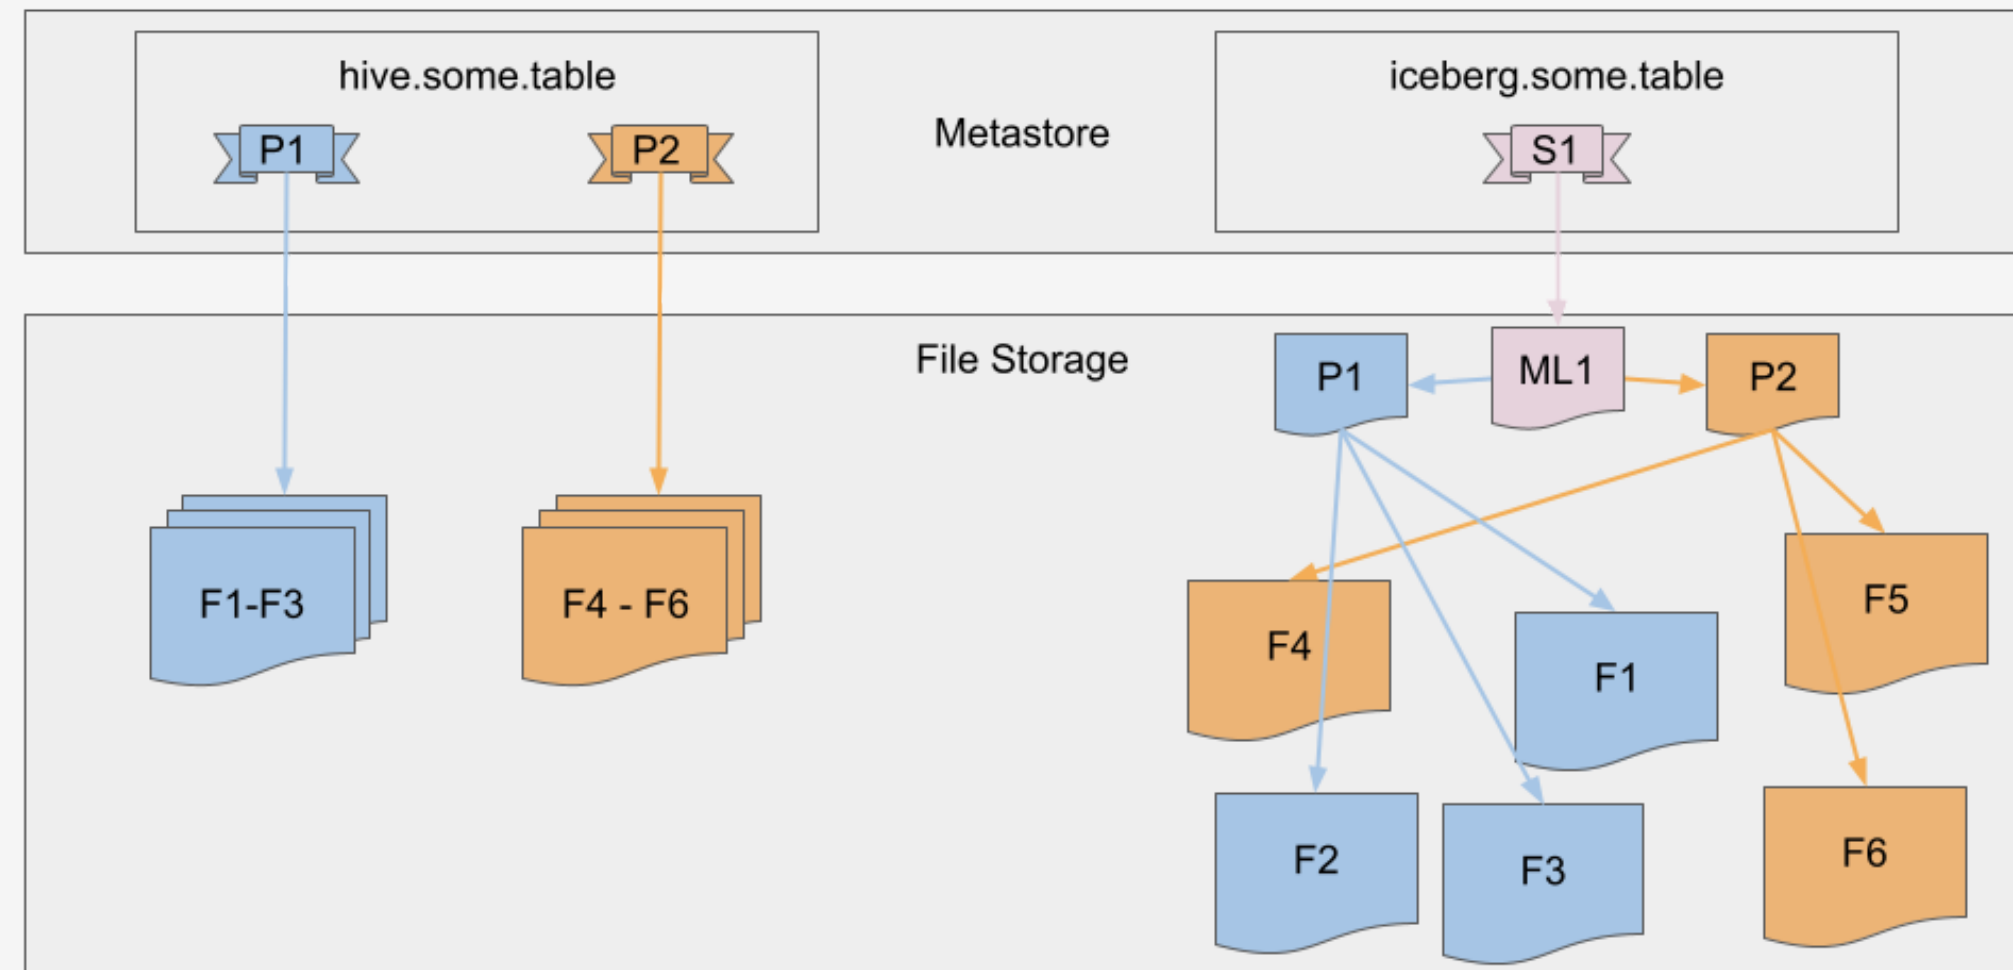 hive.some.table
P1
P2
Metastore
iceberg.some.table
S1
File Storage
P1
ML1
P2
F1-F3
F4 - F6
F4
F1
F5
F2
F3
F6